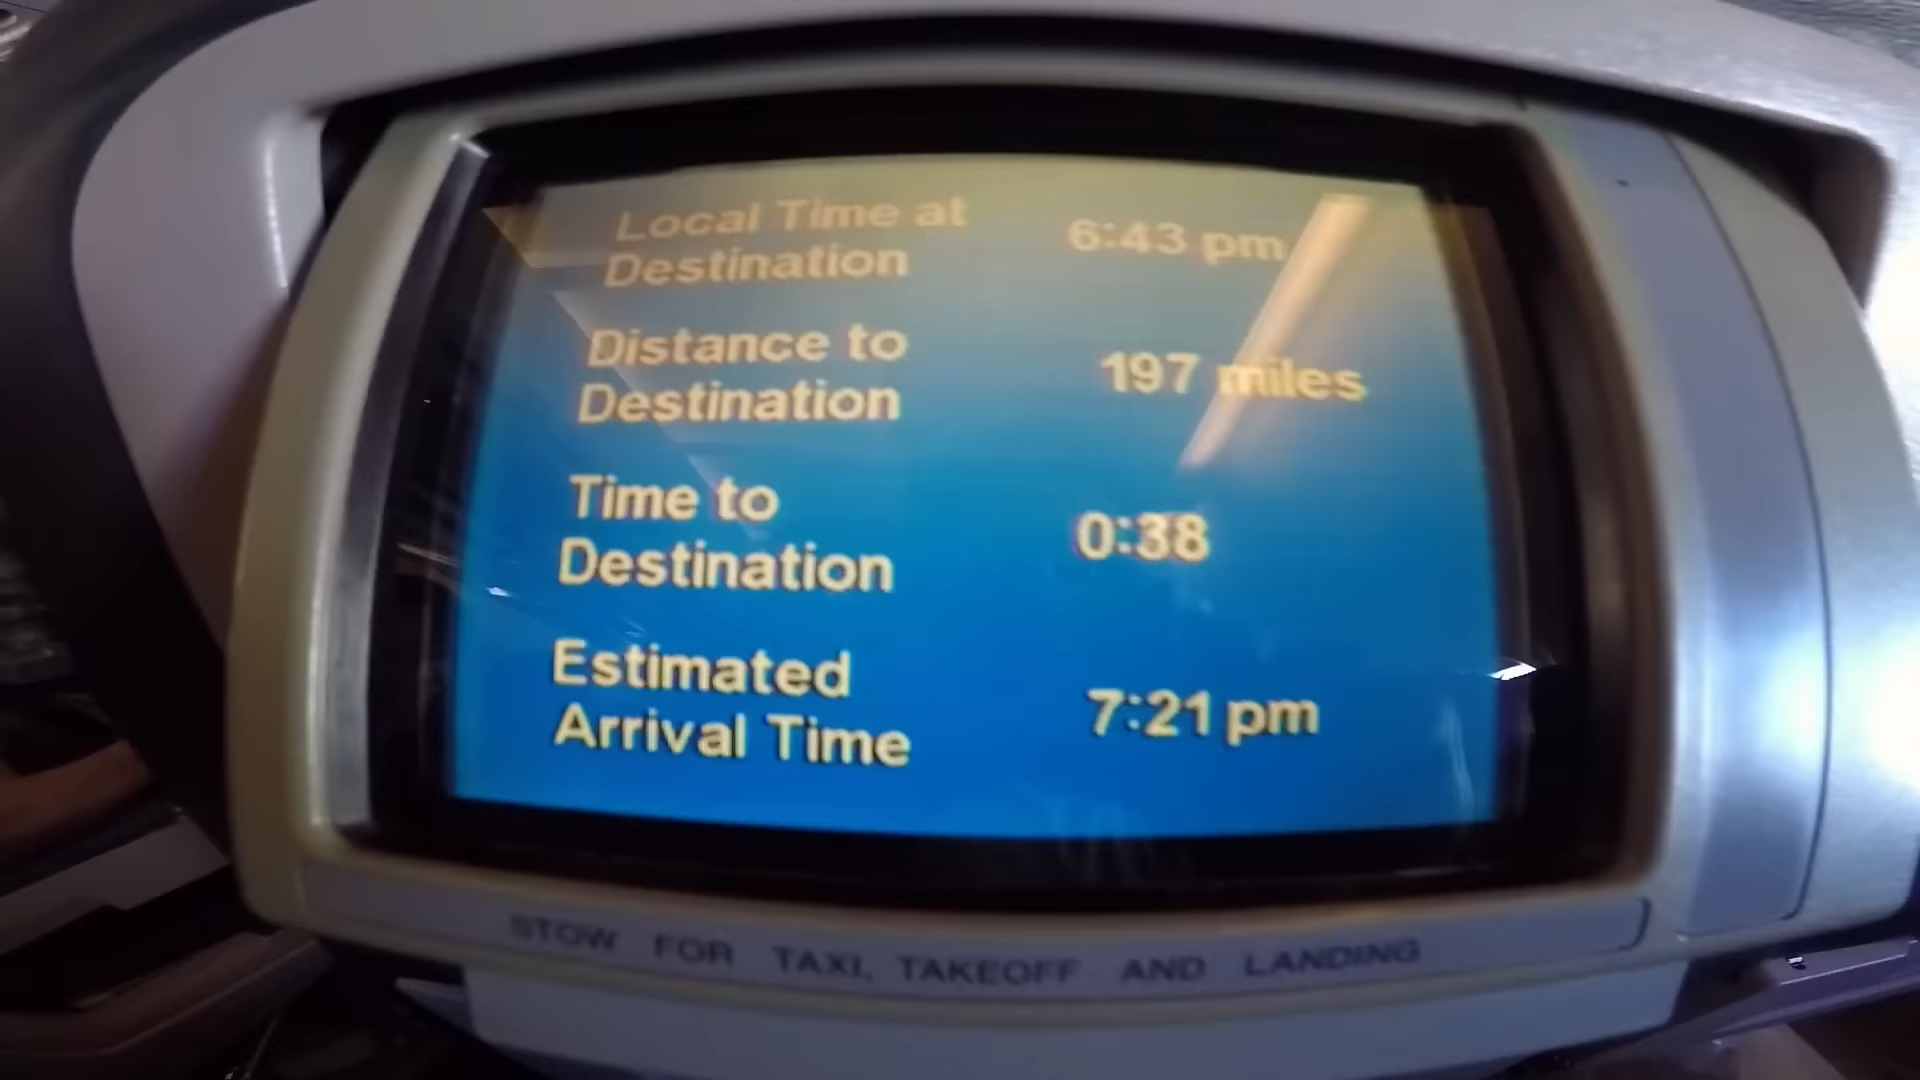 Local Time at
Destination
6:43 pm
Distance to
Destination
197 miles
Time to
Destination
0:38
Estimated
Arrival Time
7:21 pm
STOW FOR TAXI, TAKEOFF AND LANDING